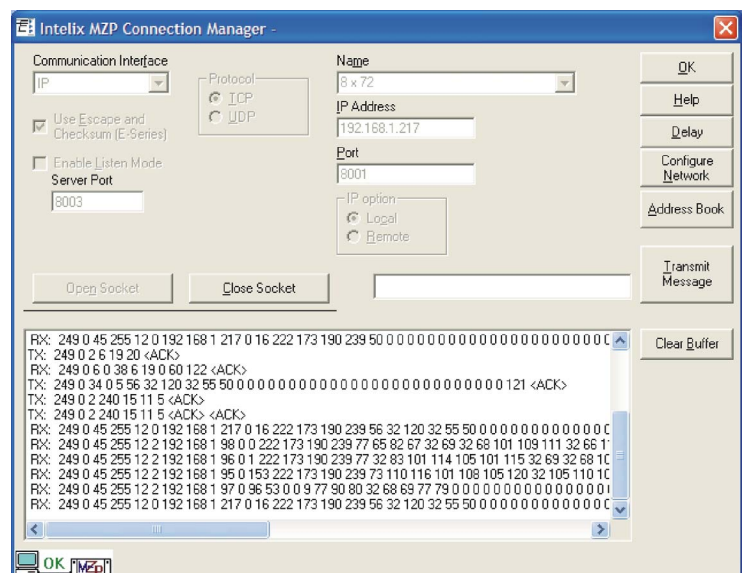 Intelix MZP Connection Manager -
Communication Interface
IP
Protocol
TCP
UDP
Use Escape and
Checksum (E-Series)
Enable Listen Mode
Server Port
8003
Name
8 x 72
IP Address
192.168.1.217
Port
8001
IP option
Local
Remote
OK
Help
Delay
Configure
Network
Address Book
Transmit
Message
Clear Buffer
Open Socket
Close Socket
RX: 249 0 45 255 12 0 192 168 1 217 0 16 222 173 190 239 50 0 0 0 0 0 0 0 0 0 0 0 0 0 0 0 0 0 0 0 0 0 0 0
TX: 249 0 2 6 19 20 <ACK>
RX: 249 0 6 0 38 6 19 0 60 122 <ACK>
TX: 249 0 34 0 5 56 32 120 32 55 50 0 0 0 0 0 0 0 0 0 0 0 0 0 0 0 0 0 0 0 0 0 0 0 0 121 <ACK>
TX: 249 0 2 240 15 11 5 <ACK>
TX: 249 0 2 240 15 11 5 <ACK> <ACK>
RX: 249 0 45 255 12 2 192 168 1 217 0 16 222 173 190 239 56 32 120 32 55 50 0 0 0 0 0 0 0 0 0 0 0 0 0 0
RX: 249 0 45 255 12 2 192 168 1 98 0 0 222 173 190 239 77 65 82 67 32 69 32 68 101 109 111 32 66
RX: 249 0 45 255 12 2 192 168 1 96 0 1 222 173 190 239 77 32 83 101 114 105 101 115 32 69 32 68
RX: 249 0 45 255 12 2 192 168 1 95 0 153 222 173 190 239 73 110 116 101 108 105 120 32 105 110
RX: 249 0 45 255 12 2 192 168 1 97 0 96 53 0 0 9 77 90 80 32 68 69 77 79 0 0 0 0 0 0 0 0 0 0 0 0 0
RX: 249 0 45 255 12 2 192 168 1 217 0 16 222 173 190 239 56 32 120 32 55 50 0 0 0 0 0 0 0 0 0 0 0 0 0 0
OK MZp